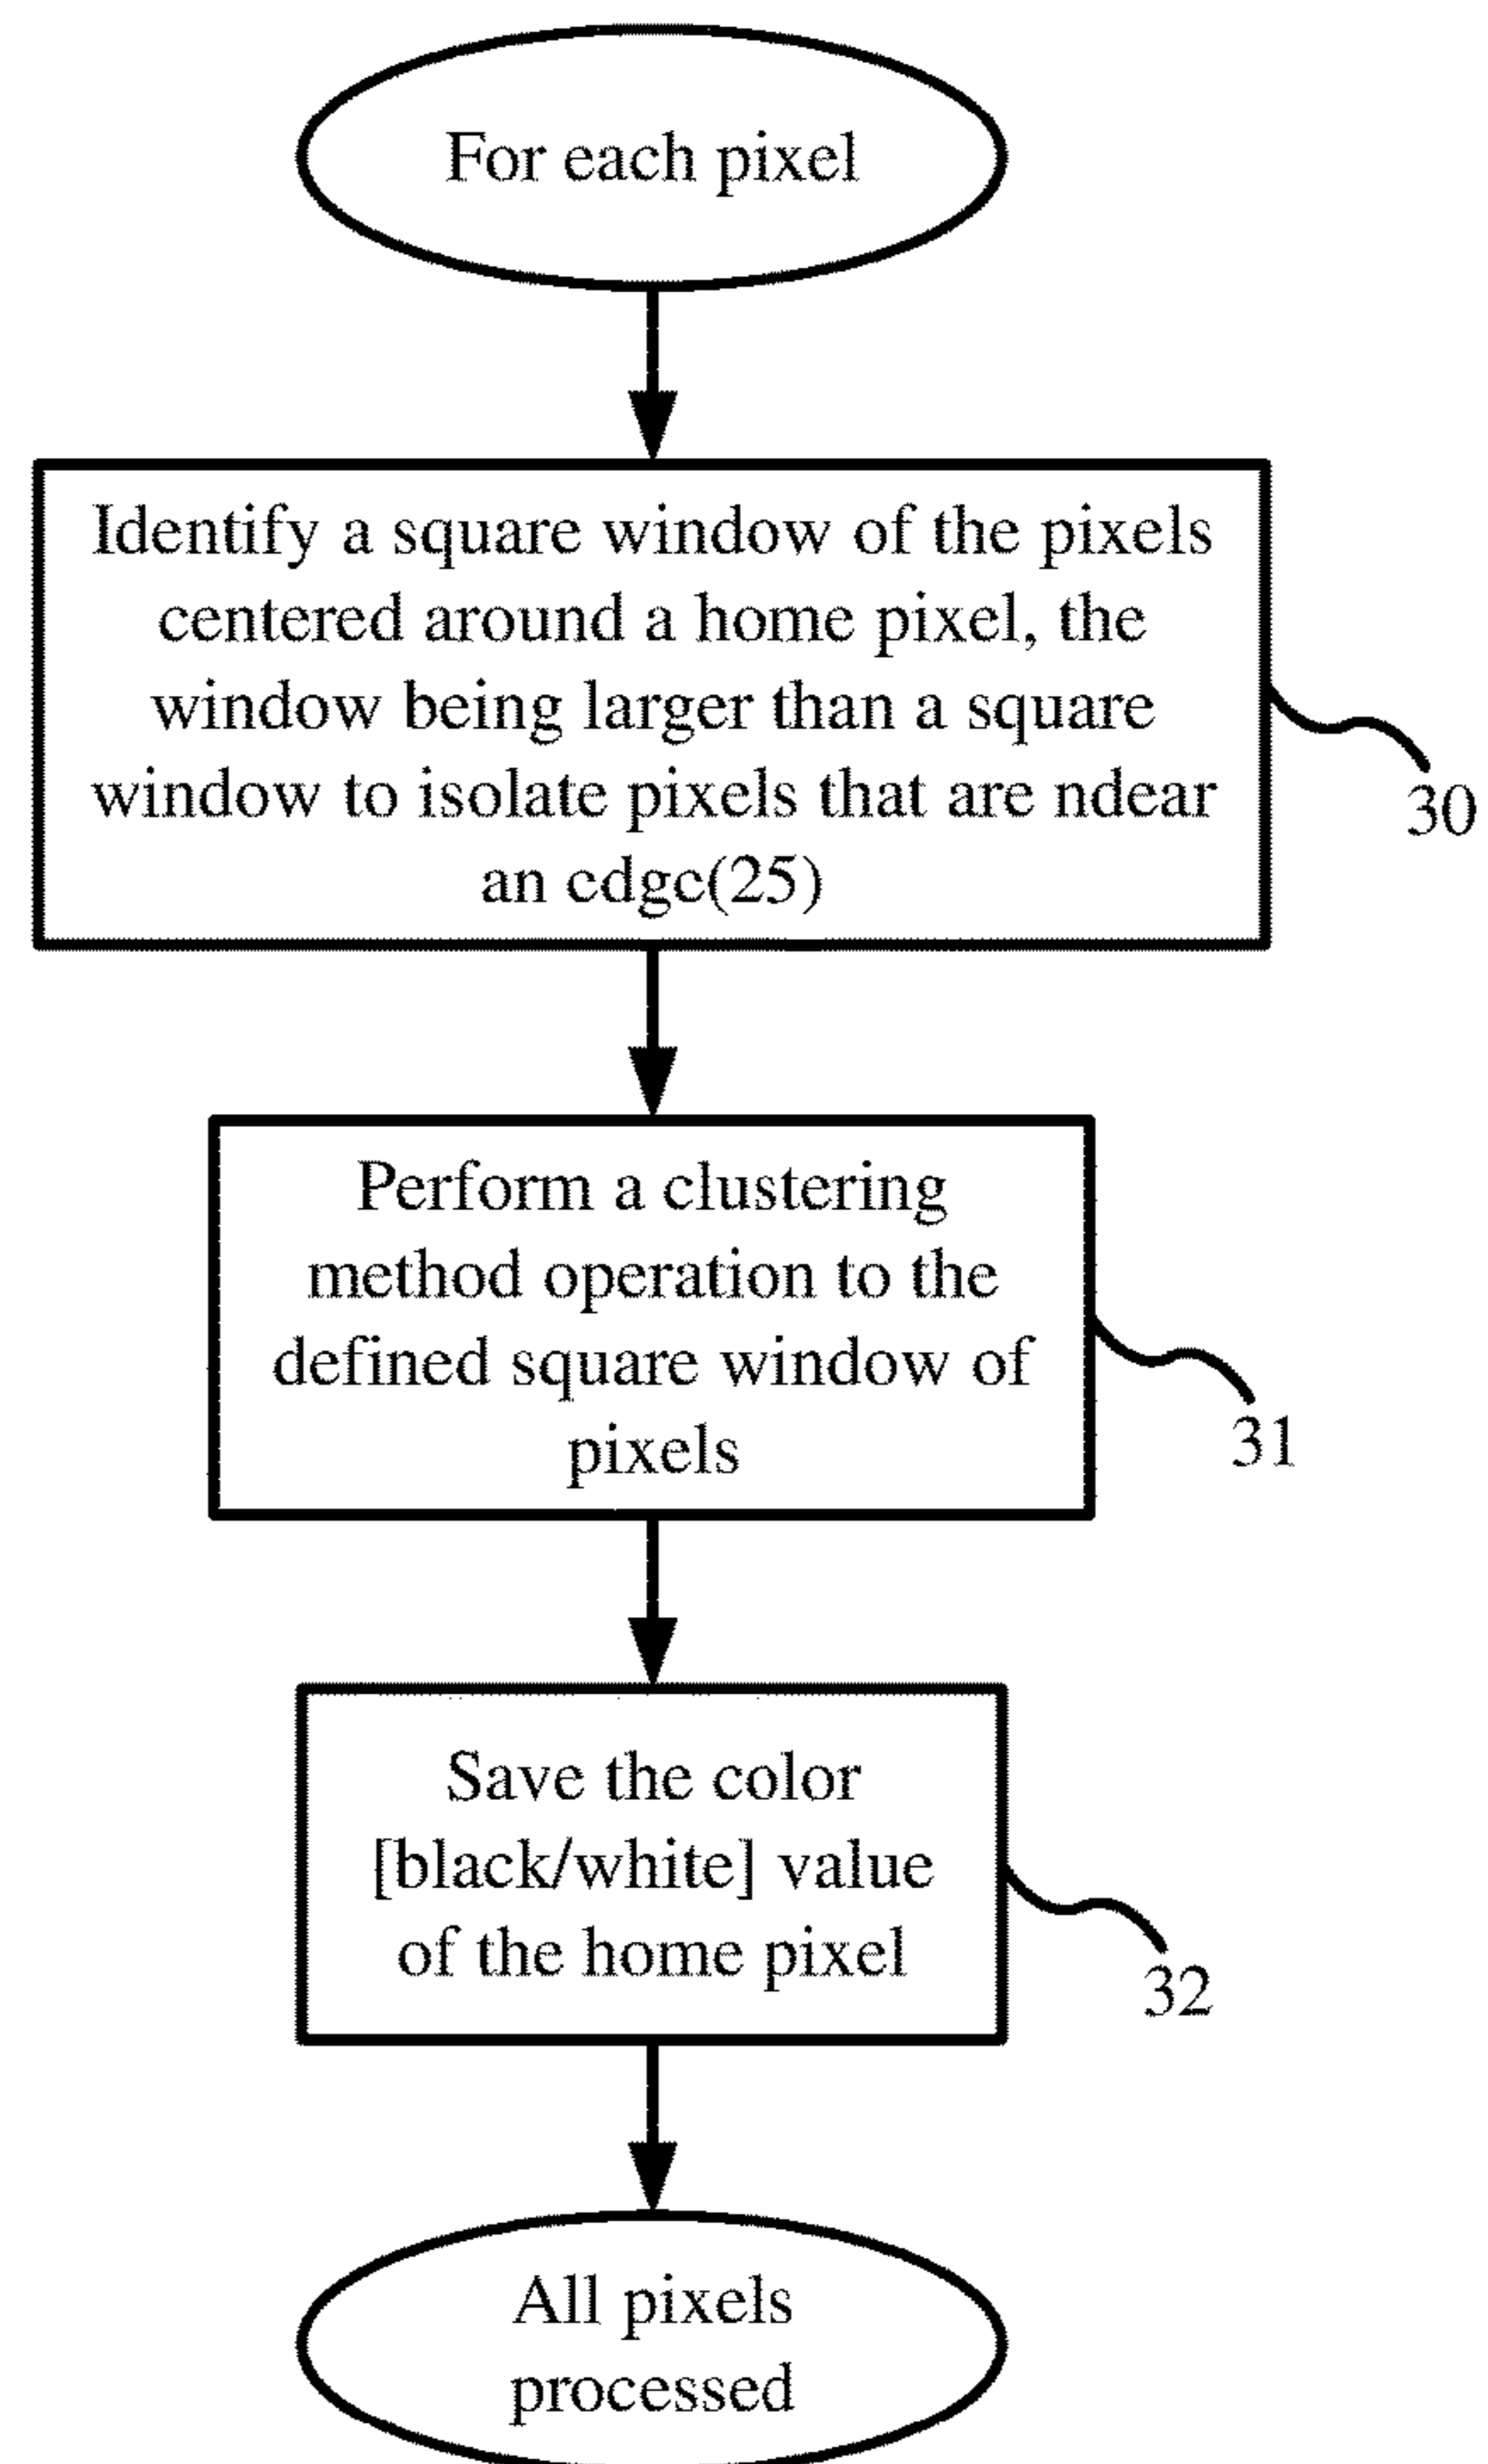 For each pixel
Identify a square window of the pixels
centered around a home pixel, the
window being larger than a square
window to isolate pixels that are ndear
an cdgc(25)
30
Perform a clustering
method operation to the
defined square window of
pixels
31
Save the color
[black/white] value
of the home pixel
32
All pixels
processed